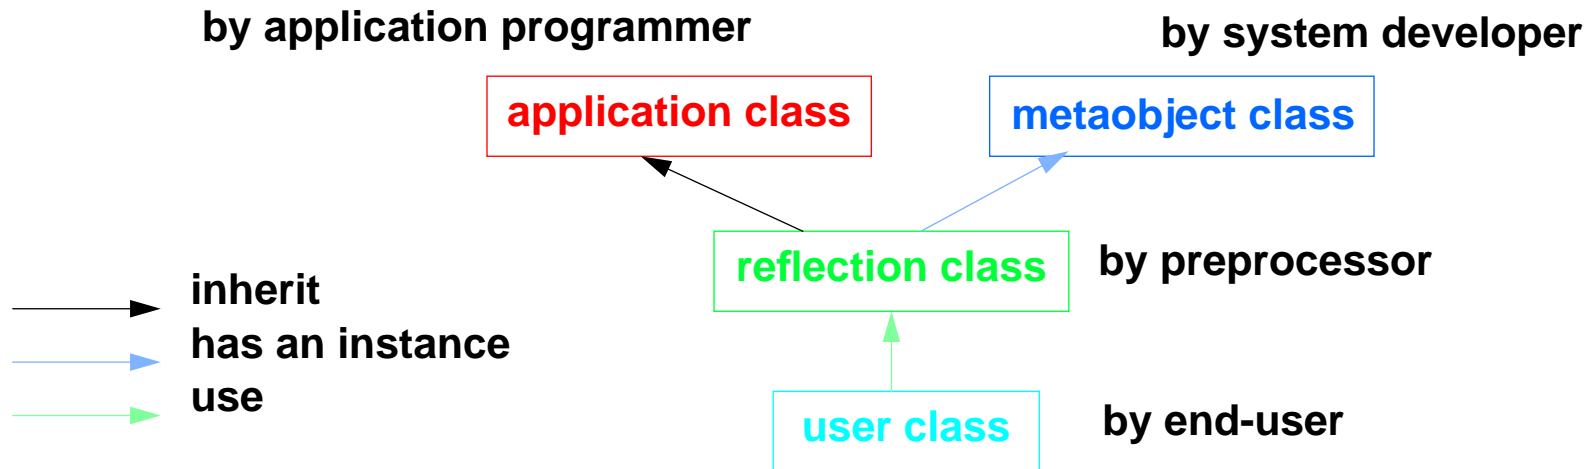 by application programmer
by system developer
application class
metaobject class
reflection class
by preprocessor
inherit
has an instance
use
user class
by end-user